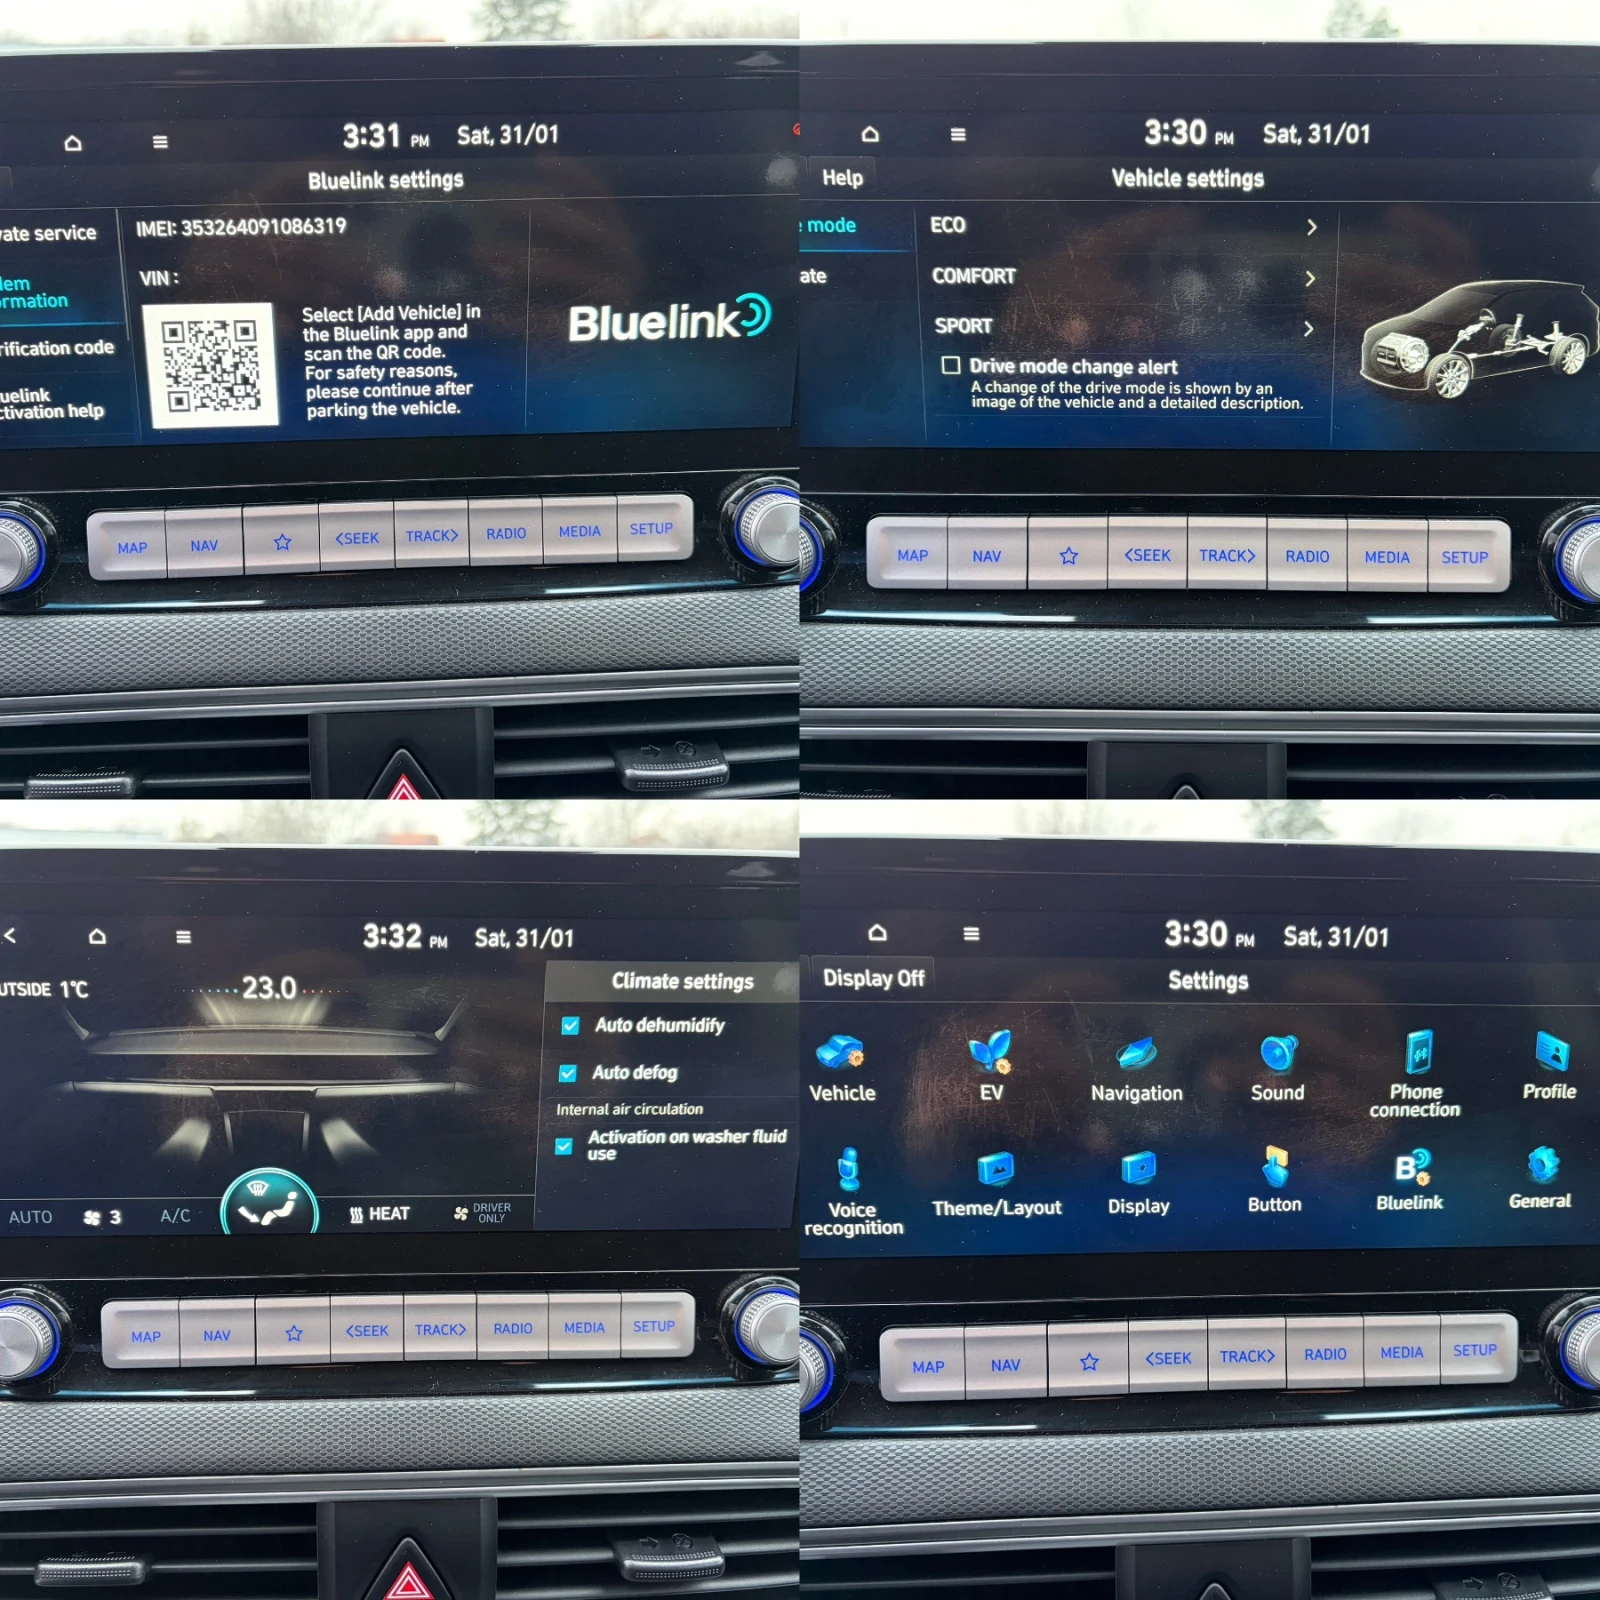 3:31 PM Sat, 31/01
Bluelink settings
vate service
IMEI: 353264091086319
VIN :
rification code
Select [Add Vehicle] in
the Bluelink app and
scan the QR code.
For safety reasons,
please continue after
parking the vehicle.
Bluelink
MAP NAV <SEEK TRACK> RADIO MEDIA SETUP
3:30 PM Sat, 31/01
Help Vehicle settings
mode
ate
ECO
COMFORT
SPORT
Drive mode change alert
A change of the drive mode is shown by an
image of the vehicle and a detailed description.
MAP NAV <SEEK TRACK> RADIO MEDIA SETUP
3:32 PM Sat, 31/01
UTSIDE 1°C
23.0
Climate settings
Auto dehumidify
Auto defog
Internal air circulation
Activation on washer fluid
use
AUTO 3 A/C HEAT DRIVER
ONLY
MAP NAV <SEEK TRACK> RADIO MEDIA SETUP
3:30 PM Sat, 31/01
Display Off Settings
Vehicle EV Navigation Sound Phone
connection Profile
Voice
recognition Theme/Layout Display Button Bluelink General
MAP NAV <SEEK TRACK> RADIO MEDIA SETUP